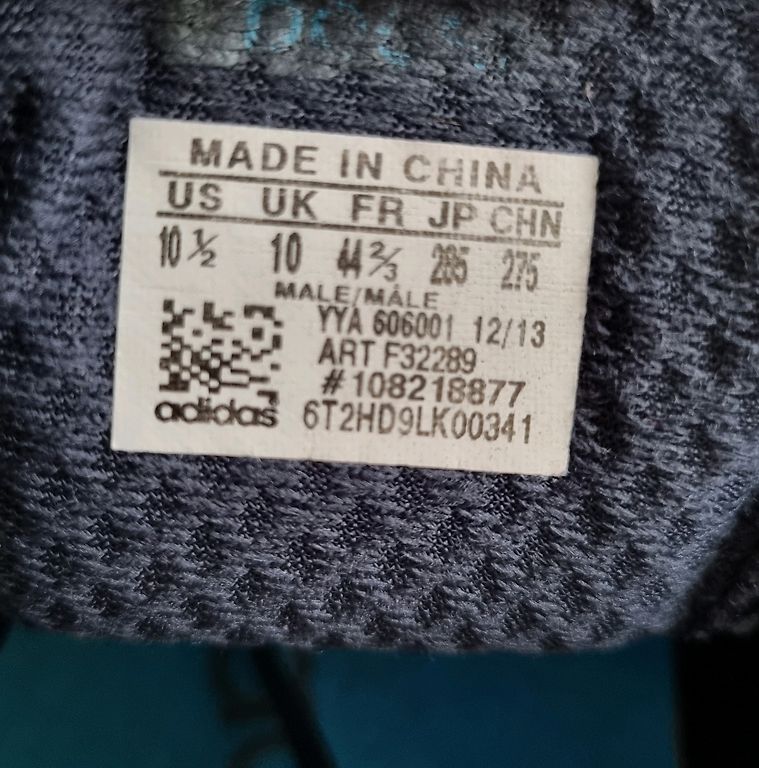 MADE IN CHINA
US UK FR JP CHN
10 ½ 10 44 ⅔ 285 275
MALE/MÂLE
YYA 606001 12/13
ART F32289
# 108218877
adidas 6T2HD9LK00341